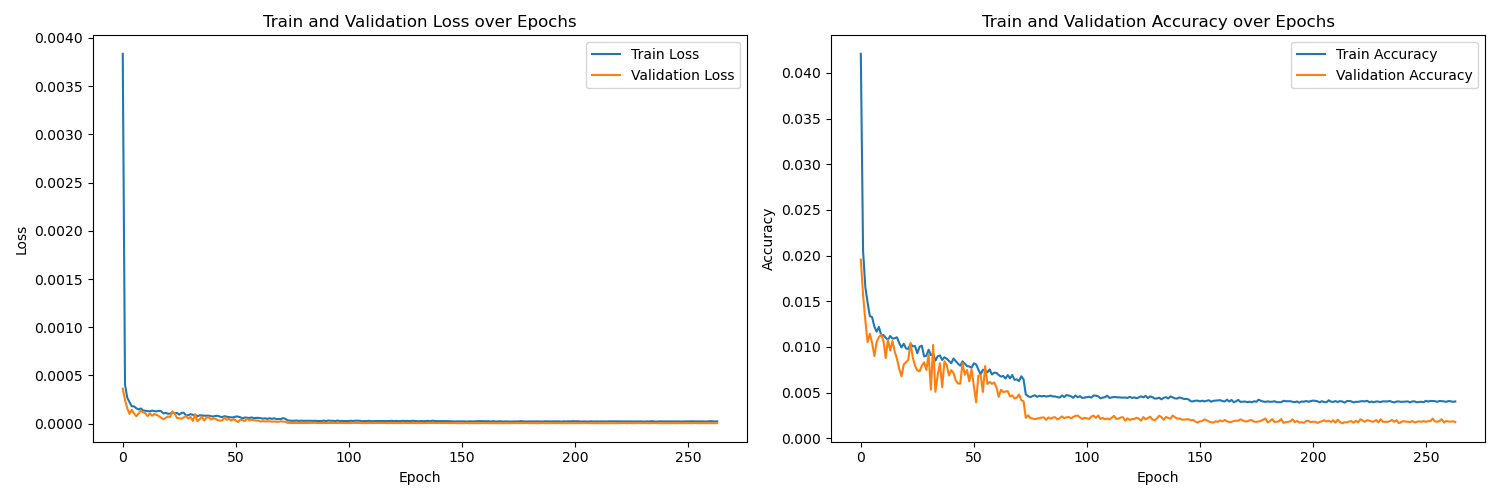 Train and Validation Loss over Epochs
Train Loss
Validation Loss
0.0040
0.0035
0.0030
0.0025
0.0020
0.0015
0.0010
0.0005
0.0000
Loss
0 50 100 150 200 250
Epoch
Train and Validation Accuracy over Epochs
Train Accuracy
Validation Accuracy
0.040
0.035
0.030
0.025
0.020
0.015
0.010
0.005
0.000
Accuracy
0 50 100 150 200 250
Epoch